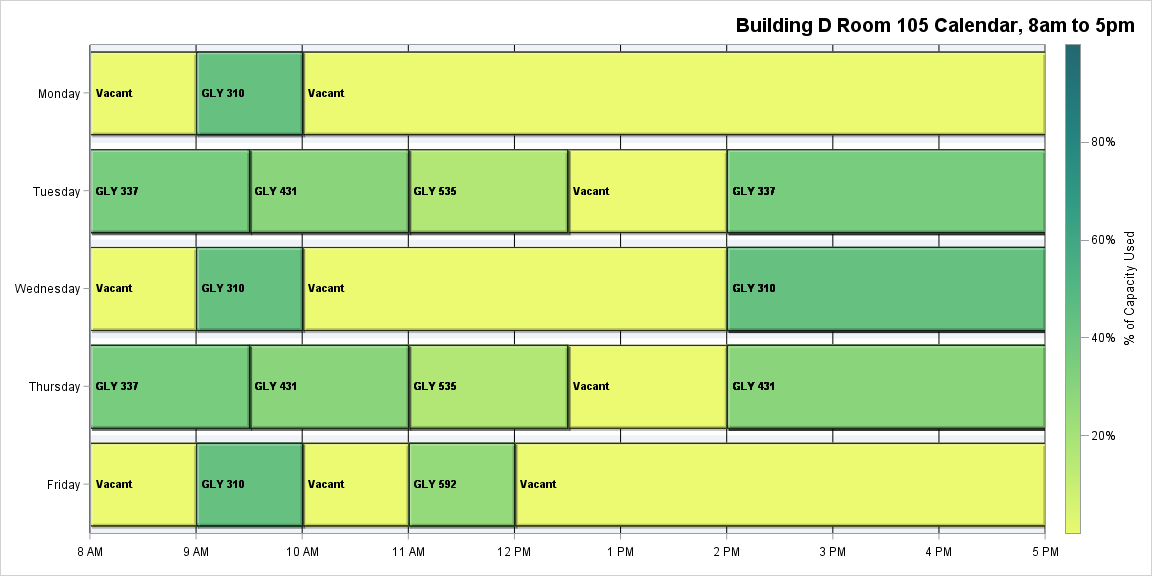 Building D Room 105 Calendar, 8am to 5pm
Monday
Vacant
GLY 310
Vacant
Tuesday
GLY 337
GLY 431
GLY 535
Vacant
GLY 337
Wednesday
Vacant
GLY 310
Vacant
GLY 310
Thursday
GLY 337
GLY 431
GLY 535
Vacant
GLY 431
Friday
Vacant
GLY 310
Vacant
GLY 592
Vacant
8 AM
9 AM
10 AM
11 AM
12 PM
1 PM
2 PM
3 PM
4 PM
5 PM
80%
60%
40%
20%
% of Capacity Used